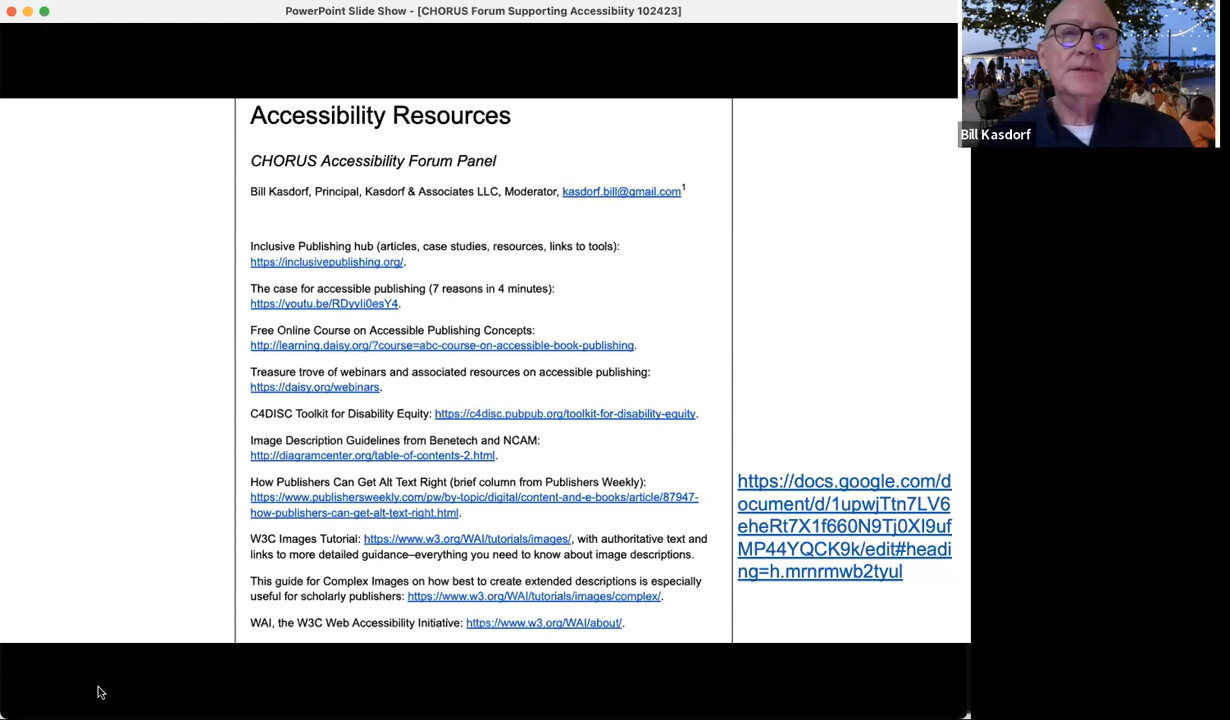 PowerPoint Slide Show - [CHORUS Forum Supporting Accessibiity 102423]
Bill Kasdorf
Accessibility Resources
CHORUS Accessibility Forum Panel
Bill Kasdorf, Principal, Kasdorf & Associates LLC, Moderator, kasdorf.bill@gmail.com1
Inclusive Publishing hub (articles, case studies, resources, links to tools):
https://inclusivepublishing.org/.
The case for accessible publishing (7 reasons in 4 minutes):
https://youtu.be/RDyyIi0esY4.
Free Online Course on Accessible Publishing Concepts:
http://learning.daisy.org/?course=abc-course-on-accessible-book-publishing.
Treasure trove of webinars and associated resources on accessible publishing:
https://daisy.org/webinars.
C4DISC Toolkit for Disability Equity: https://c4disc.pubpub.org/toolkit-for-disability-equity.
Image Description Guidelines from Benetech and NCAM:
http://diagramcenter.org/table-of-contents-2.html.
How Publishers Can Get Alt Text Right (brief column from Publishers Weekly):
https://www.publishersweekly.com/pw/by-topic/digital/content-and-e-books/article/87947-
how-publishers-can-get-alt-text-right.html.
W3C Images Tutorial: https://www.w3.org/WAI/tutorials/images/, with authoritative text and
links to more detailed guidance–everything you need to know about image descriptions.
This guide for Complex Images on how best to create extended descriptions is especially
useful for scholarly publishers: https://www.w3.org/WAI/tutorials/images/complex/.
WAI, the W3C Web Accessibility Initiative: https://www.w3.org/WAI/about/.
https://docs.google.com/d
ocument/d/1upwjTtn7LV6
eheRt7X1f660N9Tj0XI9uf
MP44YQCK9k/edit#headi
ng=h.mrnrmwb2tyul